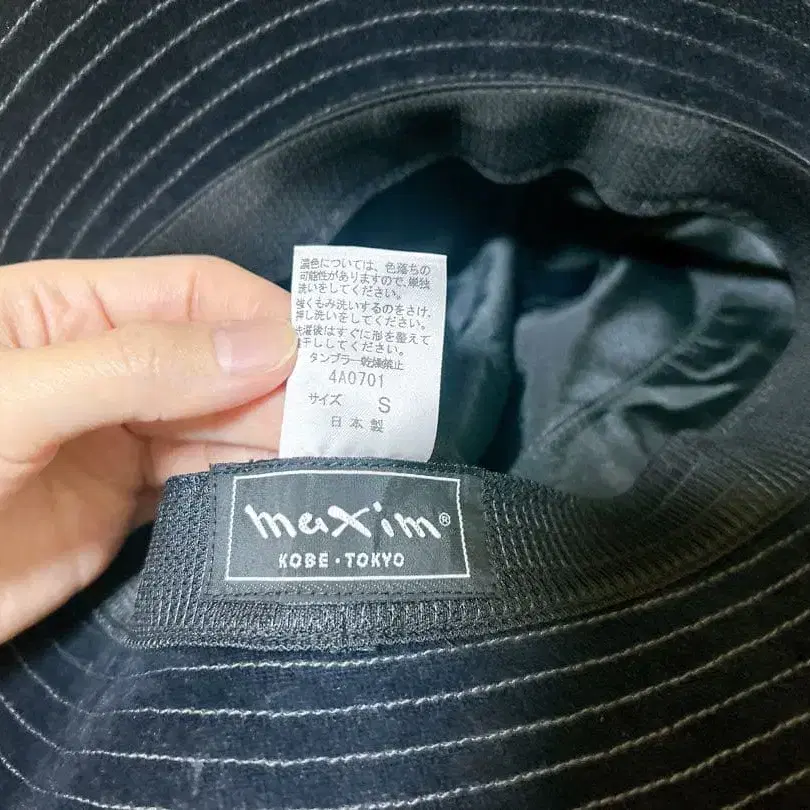 濃色については、色落ちの
可能性がありますので、単独
洗いをしてください。
強くもみ洗いするのをさけ、
押し洗いをしてください。
洗濯後はすぐに形を整えて
干ししてください。
タンブラー乾燥禁止
4A0701
サイズ S
日本製
maxim®
KOBE・TOKYO